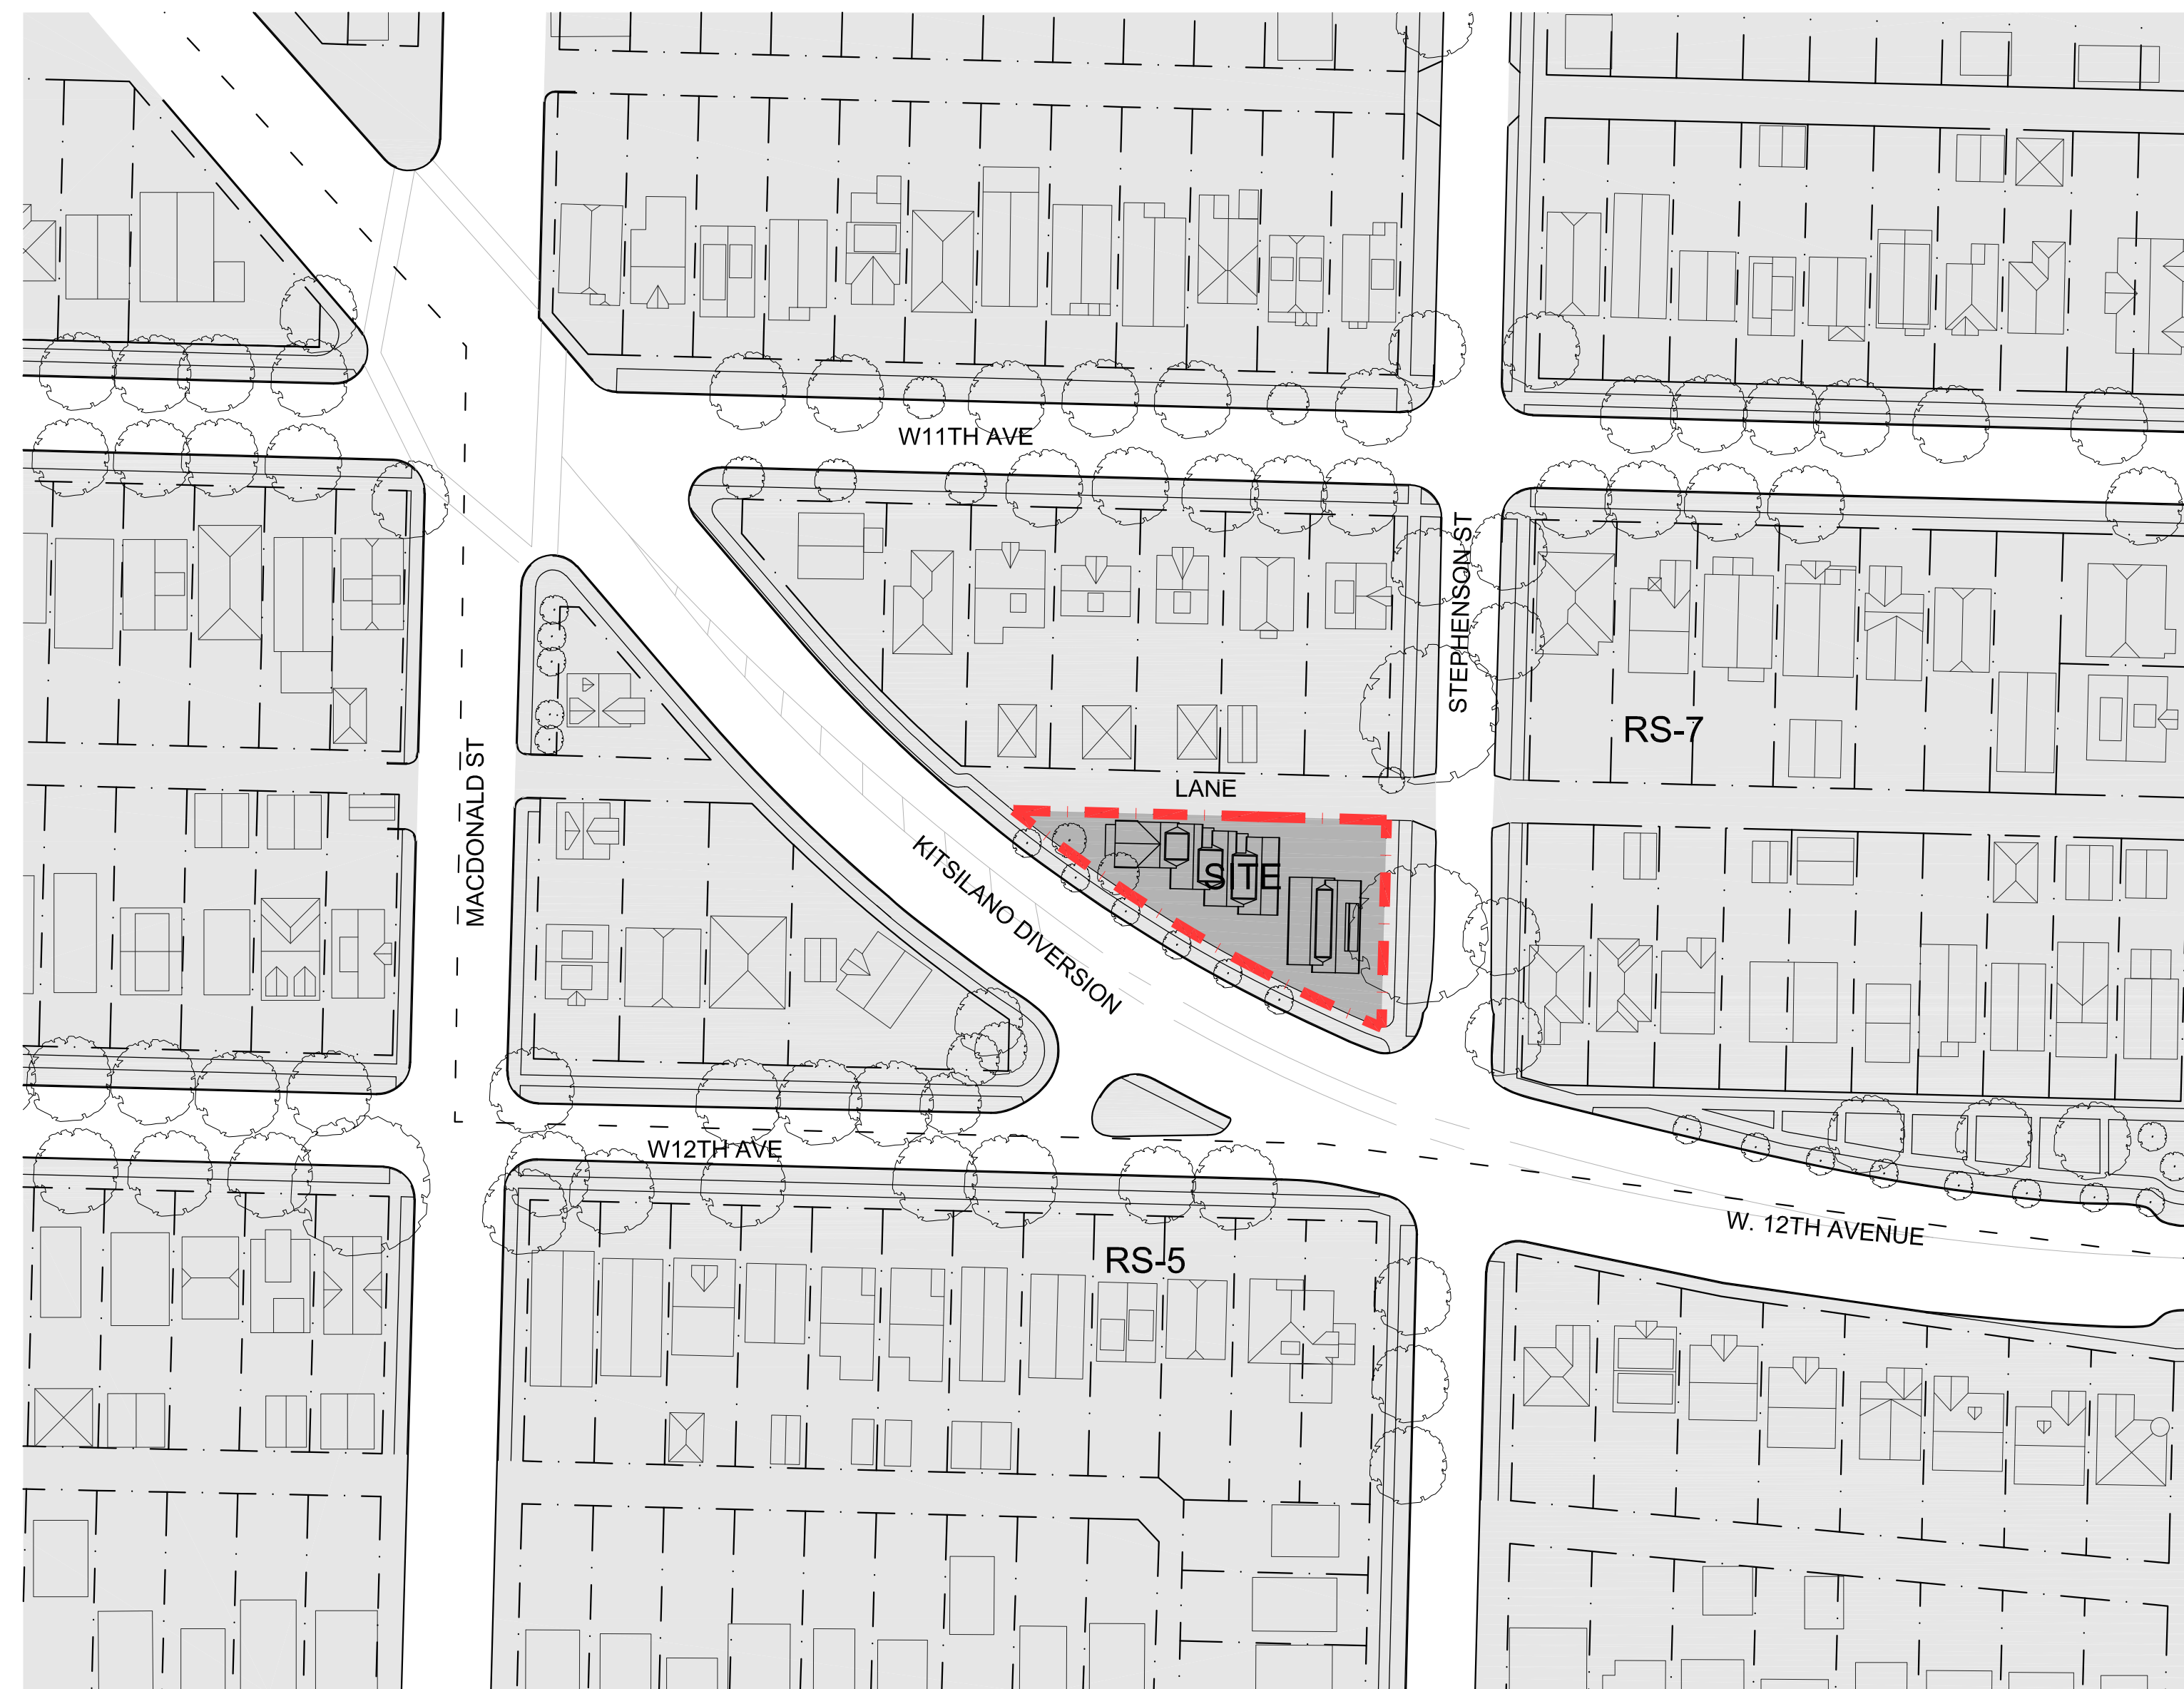 W11TH AVE
STEPHENSON ST
RS-7
MACDONALD ST
LANE
SITE
KITSILANO DIVERSION
W12TH AVE
W. 12TH AVENUE
RS-5